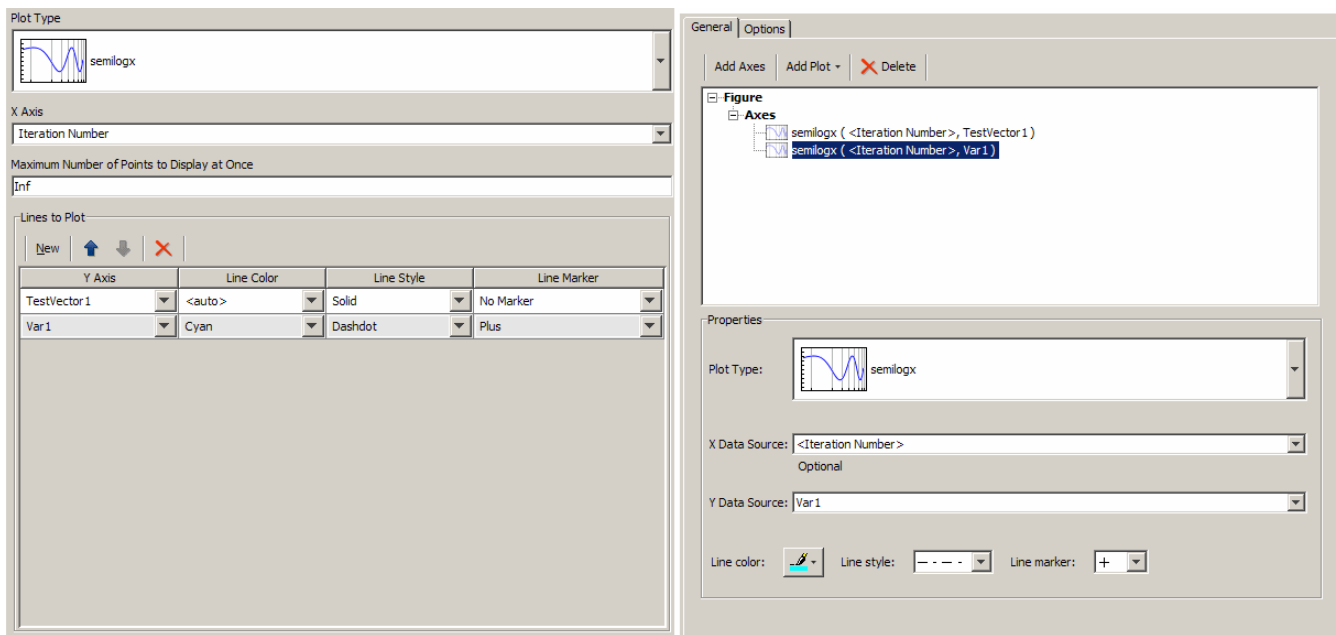 Plot Type
semilogx
X Axis
Iteration Number
Maximum Number of Points to Display at Once
Inf
Lines to Plot
New
Y Axis Line Color Line Style Line Marker
TestVector1 <auto> Solid No Marker
Var1 Cyan Dashdot Plus
General Options
Add Axes Add Plot Delete
Figure
Axes
semilogx ( <Iteration Number>, TestVector1 )
semilogx ( <Iteration Number>, Var1 )
Properties
Plot Type: semilogx
X Data Source: <Iteration Number>
Optional
Y Data Source: Var1
Line color: Line style: Line marker: +